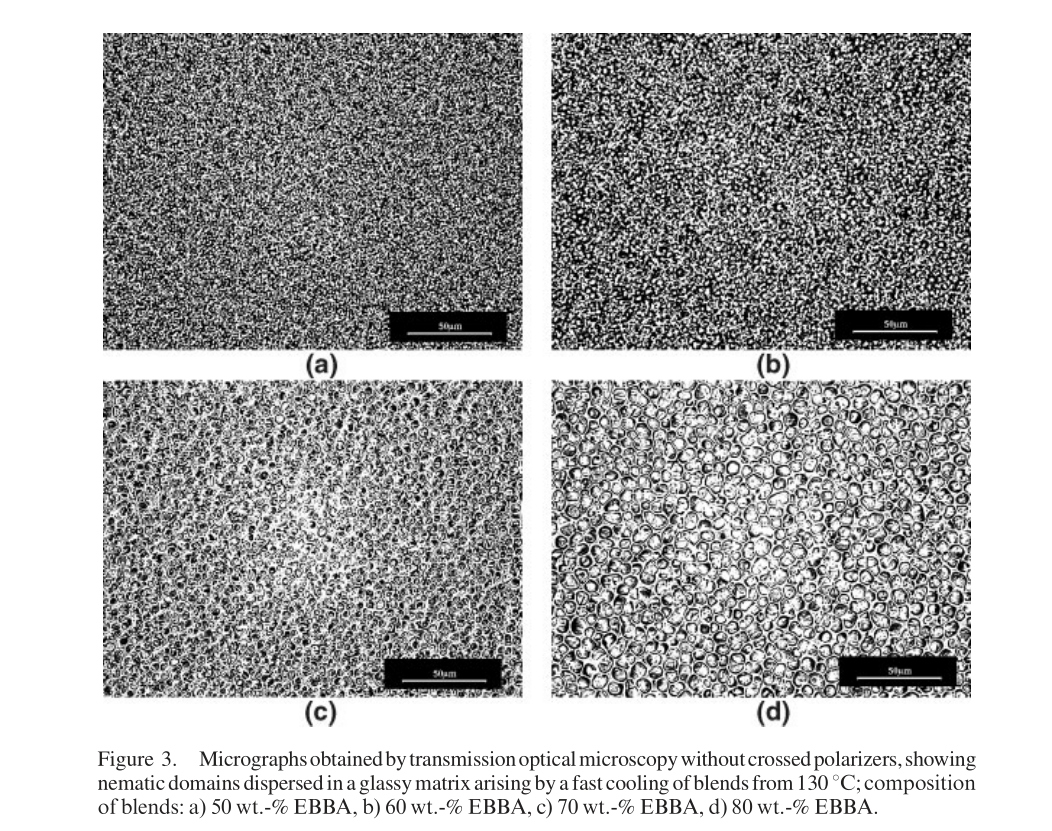 50µm
50µm
(a)
(b)
50µm
50µm
(c)
(d)
Figure 3. Micrographs obtained by transmission optical microscopy without crossed polarizers, showing
nematic domains dispersed in a glassy matrix arising by a fast cooling of blends from 130 °C; composition
of blends: a) 50 wt.-% EBBA, b) 60 wt.-% EBBA, c) 70 wt.-% EBBA, d) 80 wt.-% EBBA.